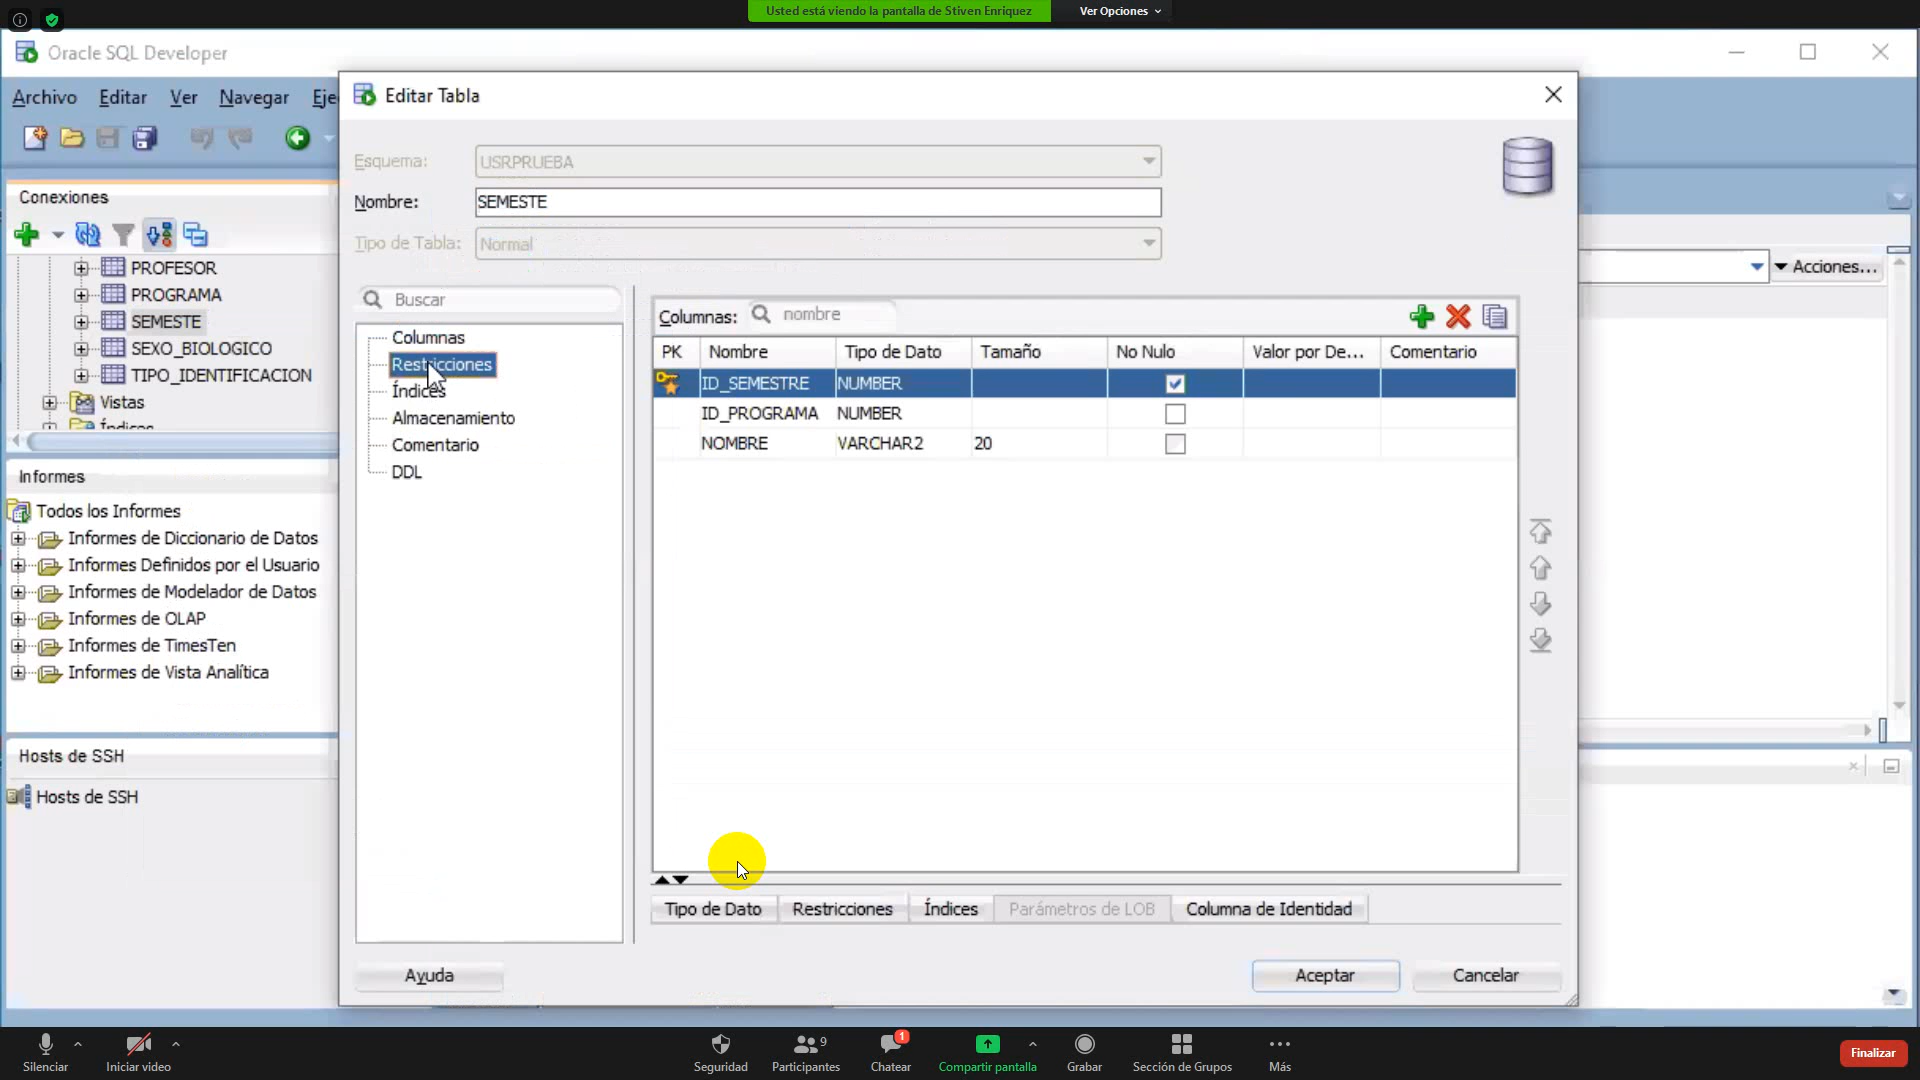 Usted está viendo la pantalla de Stiven Enriquez
Ver Opciones
Oracle SQL Developer
Archivo Editar Ver Navegar Eje
Editar Tabla
Esquema: USRPRUEBA
Nombre: SEMESTE
Tipo de Tabla: Normal
Conexiones
PROFESOR
PROGRAMA
SEMESTE
SEXO_BIOLOGICO
TIPO_IDENTIFICACION
Vistas
Índices
Buscar
Columnas
Restricciones
Índices
Almacenamiento
Comentario
DDL
Columnas: nombre
PK Nombre Tipo de Dato Tamaño No Nulo Valor por De... Comentario
ID_SEMESTRE NUMBER
ID_PROGRAMA NUMBER
NOMBRE VARCHAR2 20
Acciones...
Informes
Todos los Informes
Informes de Diccionario de Datos
Informes Definidos por el Usuario
Informes de Modelador de Datos
Informes de OLAP
Informes de TimesTen
Informes de Vista Analítica
Hosts de SSH
Hosts de SSH
Tipo de Dato Restricciones Índices Parámetros de LOB Columna de Identidad
Ayuda Aceptar Cancelar
Silenciar Iniciar video Seguridad Participantes 9 Chatear 1 Compartir pantalla Grabar Sección de Grupos Más Finalizar